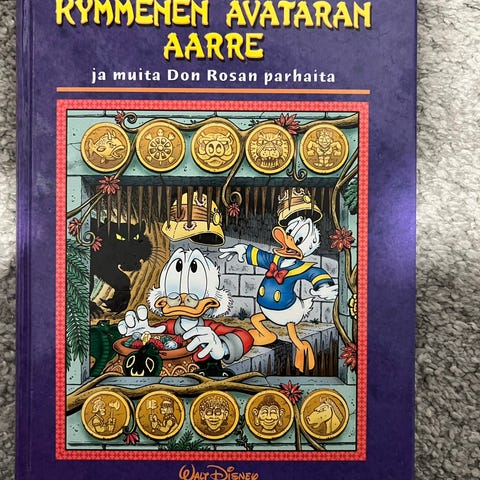 KYMMENEN AVATARAN
AARRE
ja muita Don Rosan parhaita
WALT DISNEY